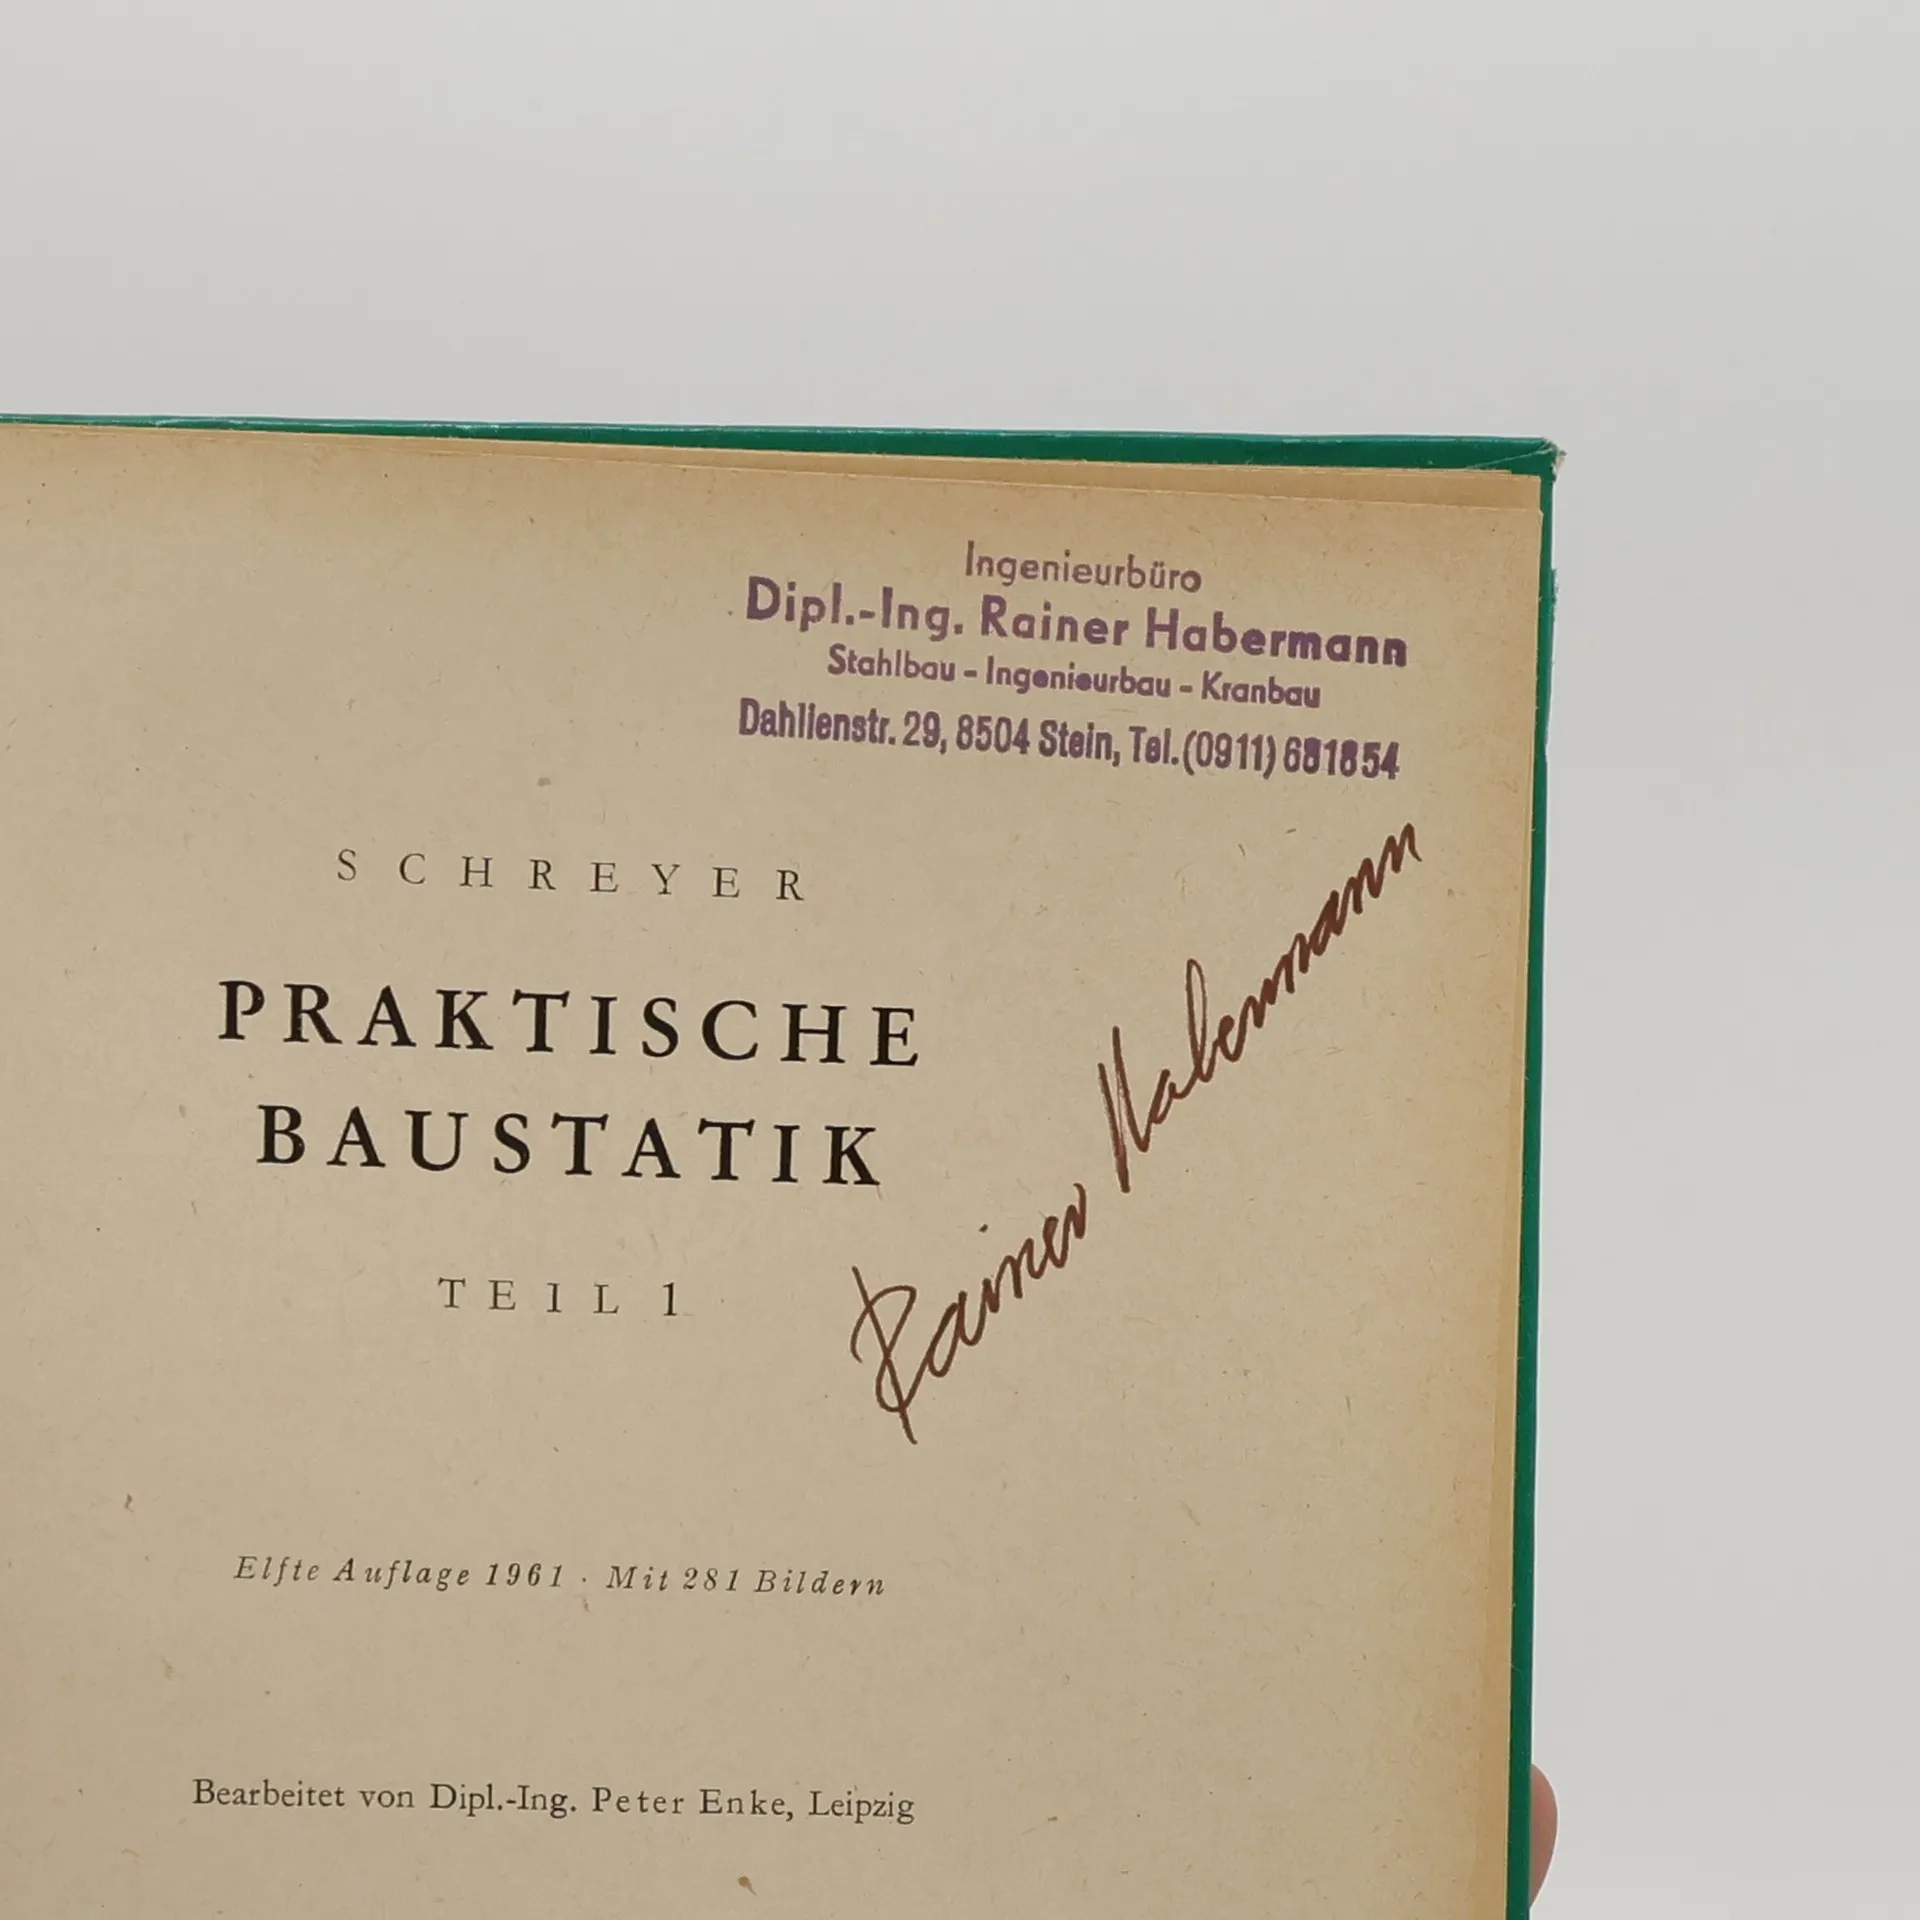 Ingenieurbüro
Dipl.-Ing. Rainer Habermann
Stahlbau - Ingenieurbau - Kranbau
Dahlienstr. 29, 8504 Stein, Tel. (0911) 681854
SCHREYER
PRAKTISCHE
BAUSTATIK
TEIL 1
Rainer Habermann
Elfte Auflage 1961 · Mit 281 Bildern
Bearbeitet von Dipl.-Ing. Peter Enke, Leipzig